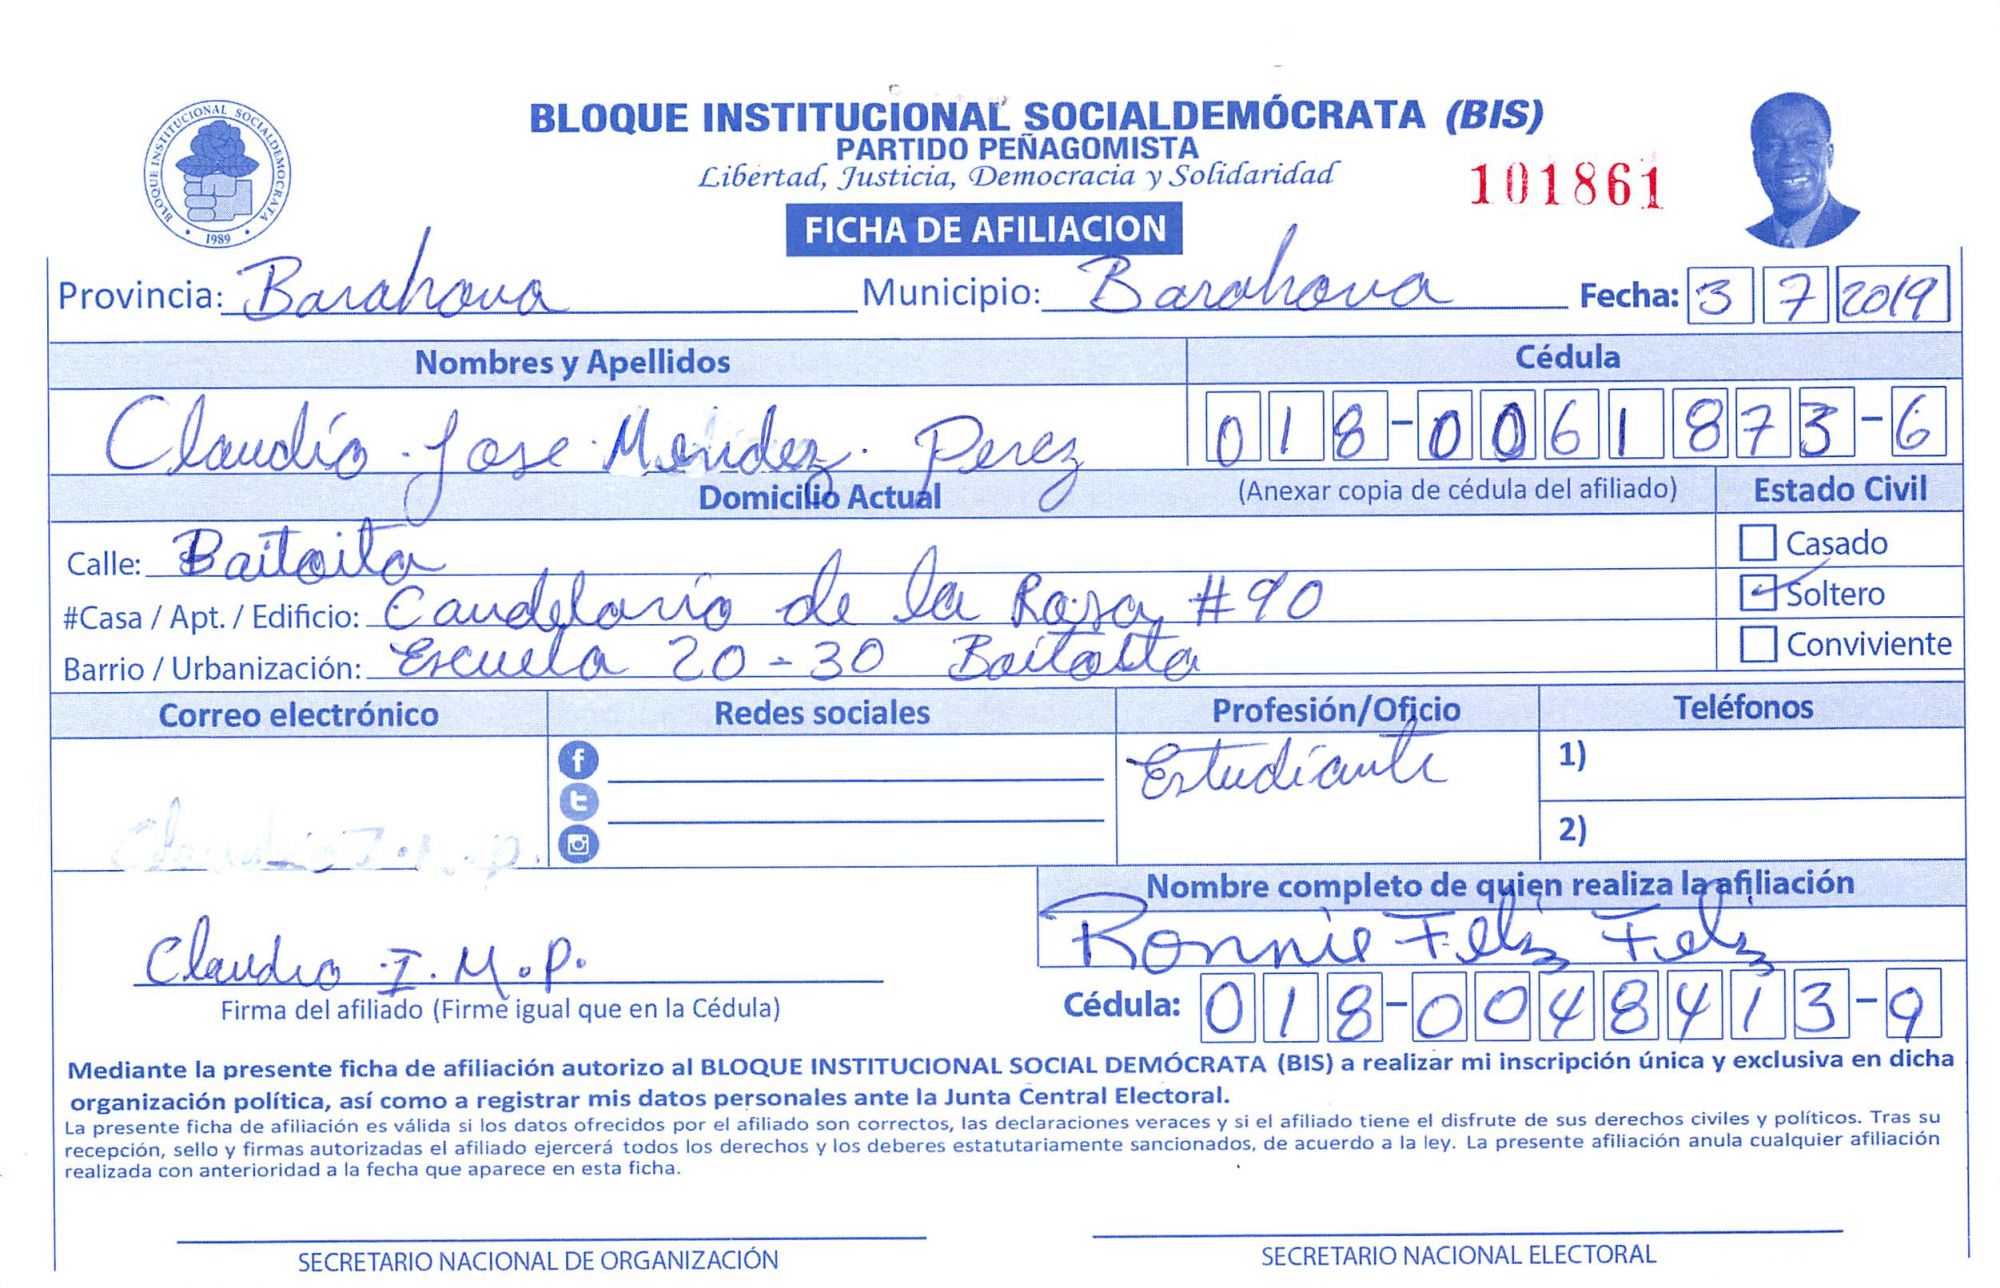 BLOQUE INSTITUCIONAL SOCIALDEMÓCRATA
1989
BLOQUE INSTITUCIONAL SOCIALDEMÓCRATA (BIS)
PARTIDO PEÑAGOMISTA
Libertad, Justicia, Democracia y Solidaridad
101861
FICHA DE AFILIACION
Provincia: Barahona Municipio: Barahona Fecha: 3 7 2019
Nombres y Apellidos Cédula
Claudio Jose Mendez Perez 018-0061873-6
Domicilio Actual (Anexar copia de cédula del afiliado) Estado Civil
Calle: Baitoita Casado
#Casa / Apt. / Edificio: Candelario de la Rosa #90 Soltero
Barrio / Urbanización: Escuela 20-30 Baitoita Conviviente
Correo electrónico Redes sociales Profesión/Oficio Teléfonos
Estudiante 1)
2)
Claudio I.M.P.
Nombre completo de quien realiza la afiliación
Ronnie Feliz Feliz
Claudio I.M.P.
Firma del afiliado (Firme igual que en la Cédula) Cédula: 018-0048413-9
Mediante la presente ficha de afiliación autorizo al BLOQUE INSTITUCIONAL SOCIAL DEMÓCRATA (BIS) a realizar mi inscripción única y exclusiva en dicha
organización política, así como a registrar mis datos personales ante la Junta Central Electoral.
La presente ficha de afiliación es válida si los datos ofrecidos por el afiliado son correctos, las declaraciones veraces y si el afiliado tiene el disfrute de sus derechos civiles y políticos. Tras su
recepción, sello y firmas autorizadas el afiliado ejercerá todos los derechos y los deberes estatutariamente sancionados, de acuerdo a la ley. La presente afiliación anula cualquier afiliación
realizada con anterioridad a la fecha que aparece en esta ficha.
SECRETARIO NACIONAL DE ORGANIZACIÓN SECRETARIO NACIONAL ELECTORAL